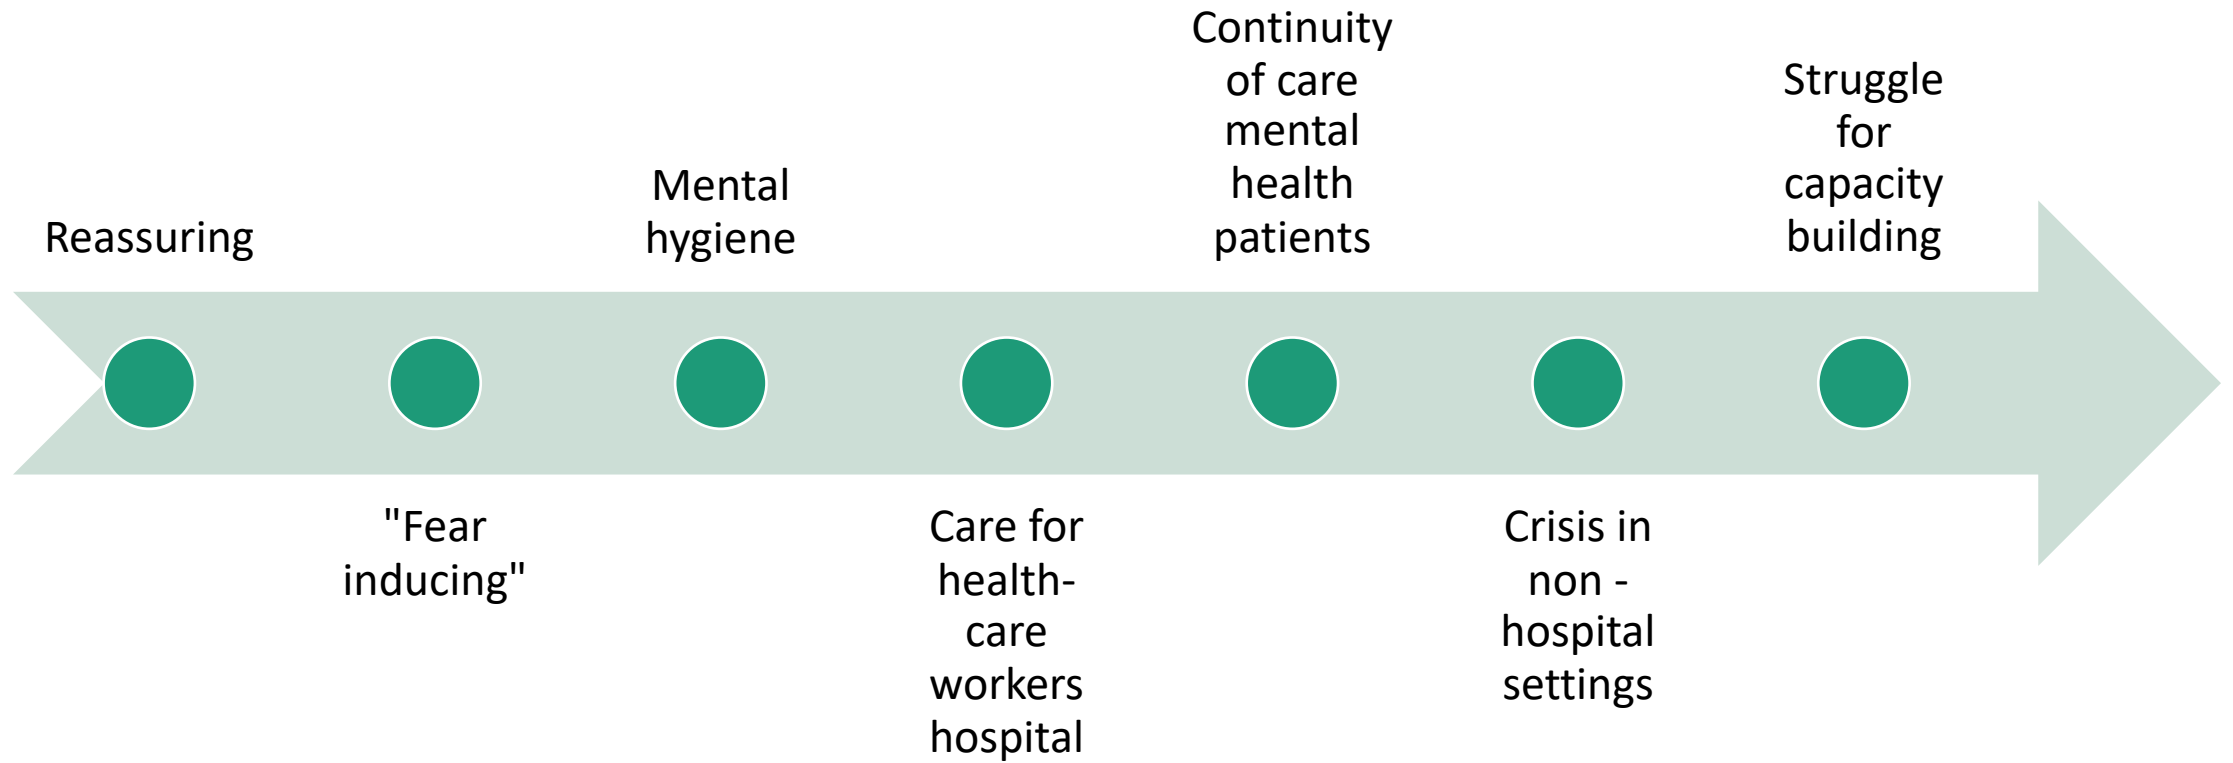 Reassuring
"Fear
inducing"
Mental
hygiene
Care for
health-
care
workers
hospital
Continuity
of care
mental
health
patients
Crisis in
non -
hospital
settings
Struggle
for
capacity
building